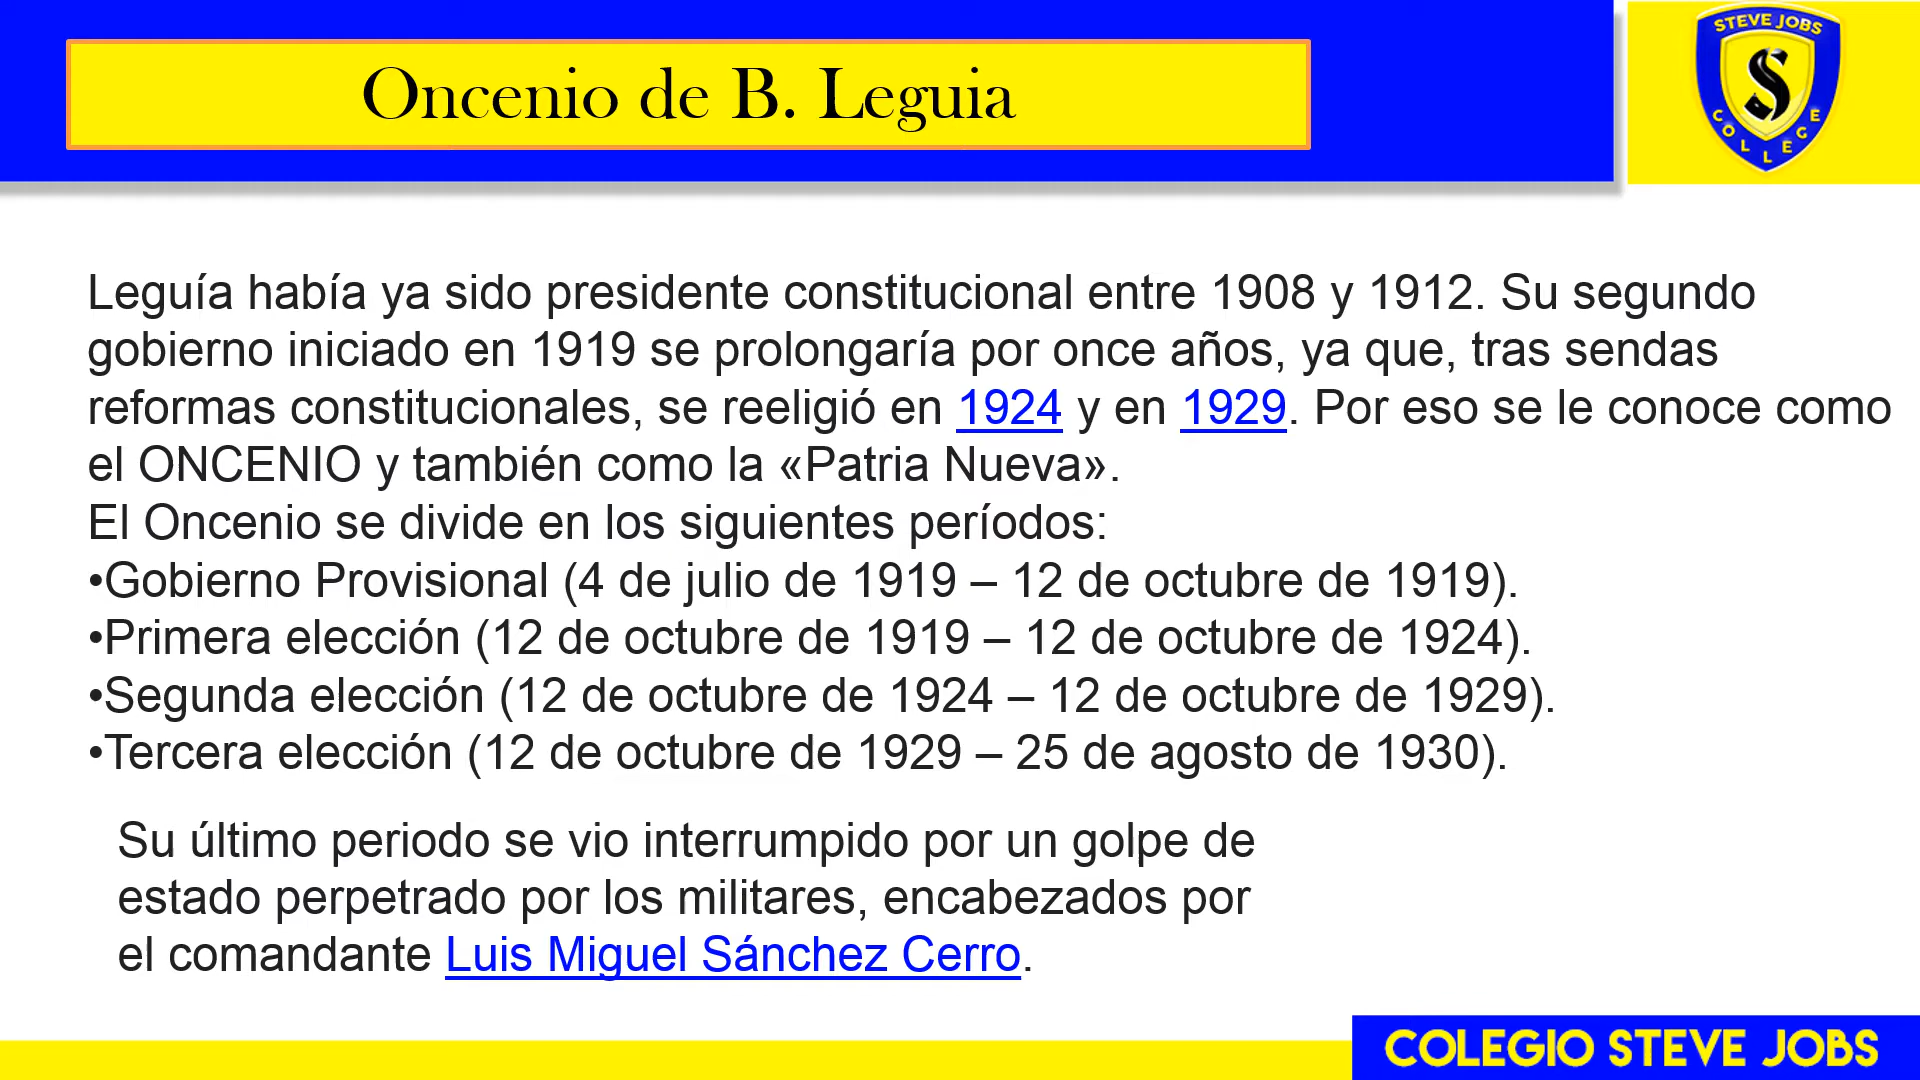 Oncenio de B. Leguia
STEVE JOBS
S
COLLEGE
Leguía había ya sido presidente constitucional entre 1908 y 1912. Su segundo
gobierno iniciado en 1919 se prolongaría por once años, ya que, tras sendas
reformas constitucionales, se reeligió en 1924 y en 1929. Por eso se le conoce como
el ONCENIO y también como la «Patria Nueva».
El Oncenio se divide en los siguientes períodos:
•Gobierno Provisional (4 de julio de 1919 – 12 de octubre de 1919).
•Primera elección (12 de octubre de 1919 – 12 de octubre de 1924).
•Segunda elección (12 de octubre de 1924 – 12 de octubre de 1929).
•Tercera elección (12 de octubre de 1929 – 25 de agosto de 1930).
Su último periodo se vio interrumpido por un golpe de
estado perpetrado por los militares, encabezados por
el comandante Luis Miguel Sánchez Cerro.
COLEGIO STEVE JOBS